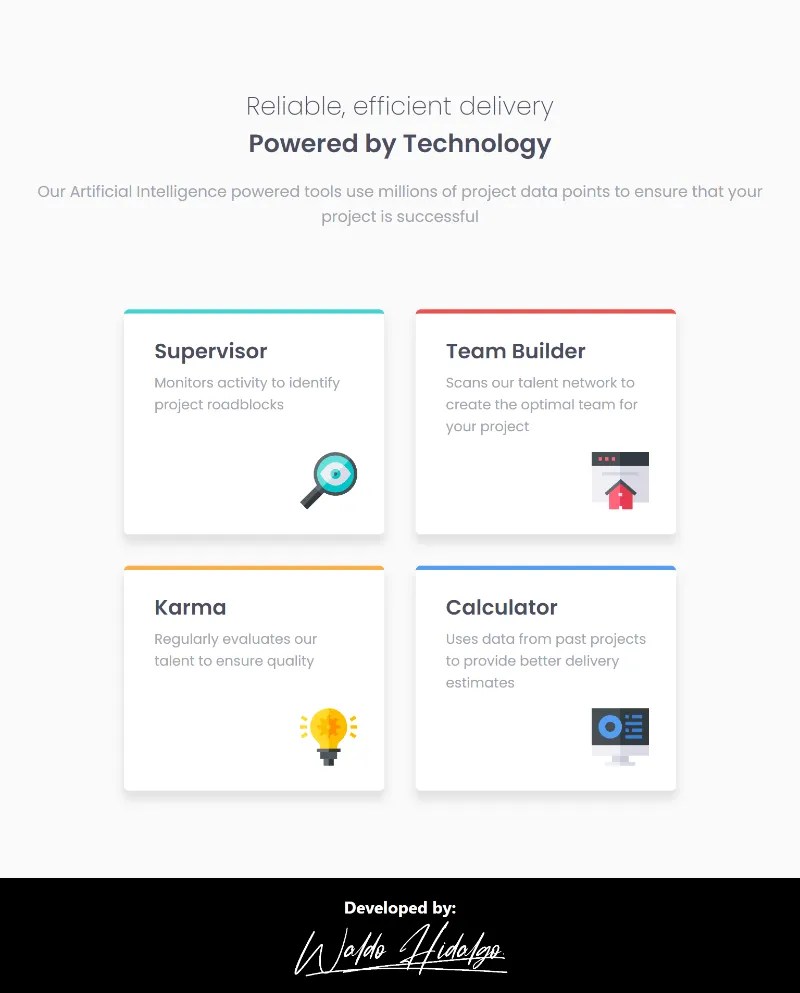 Reliable, efficient delivery
Powered by Technology
Our Artificial Intelligence powered tools use millions of project data points to ensure that your
project is successful
Supervisor
Monitors activity to identify
project roadblocks
Team Builder
Scans our talent network to
create the optimal team for
your project
Karma
Regularly evaluates our
talent to ensure quality
Calculator
Uses data from past projects
to provide better delivery
estimates
Developed by:
Waldo Hidalgo